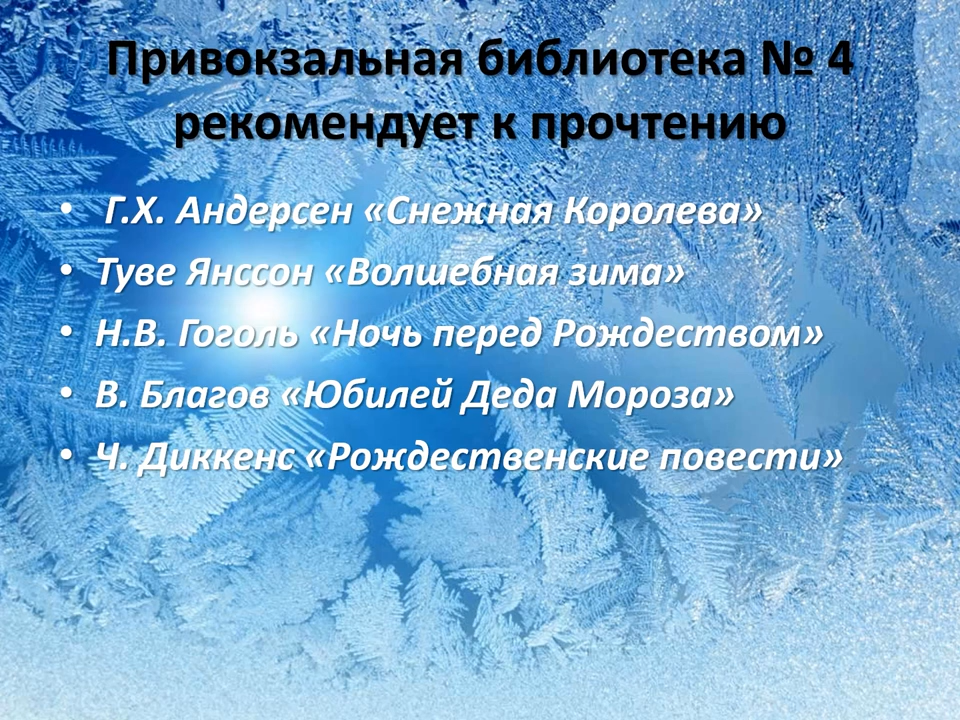 Привокзальная библиотека № 4
рекомендует к прочтению
• Г.Х. Андерсен «Снежная Королева»
• Туве Янссон «Волшебная зима»
• Н.В. Гоголь «Ночь перед Рождеством»
• В. Благов «Юбилей Деда Мороза»
• Ч. Диккенс «Рождественские повести»